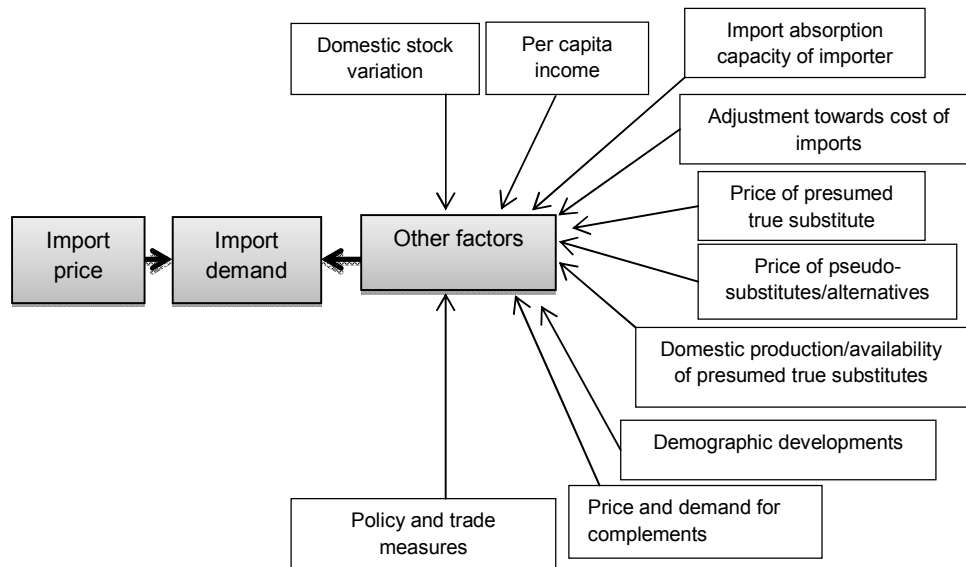 Domestic stock
variation
Per capita
income
Import absorption
capacity of importer
Adjustment towards cost of
imports
Price of presumed
true substitute
Import
price
Import
demand
Other factors
Price of pseudo-
substitutes/alternatives
Domestic production/availability
of presumed true substitutes
Demographic developments
Price and demand for
complements
Policy and trade
measures